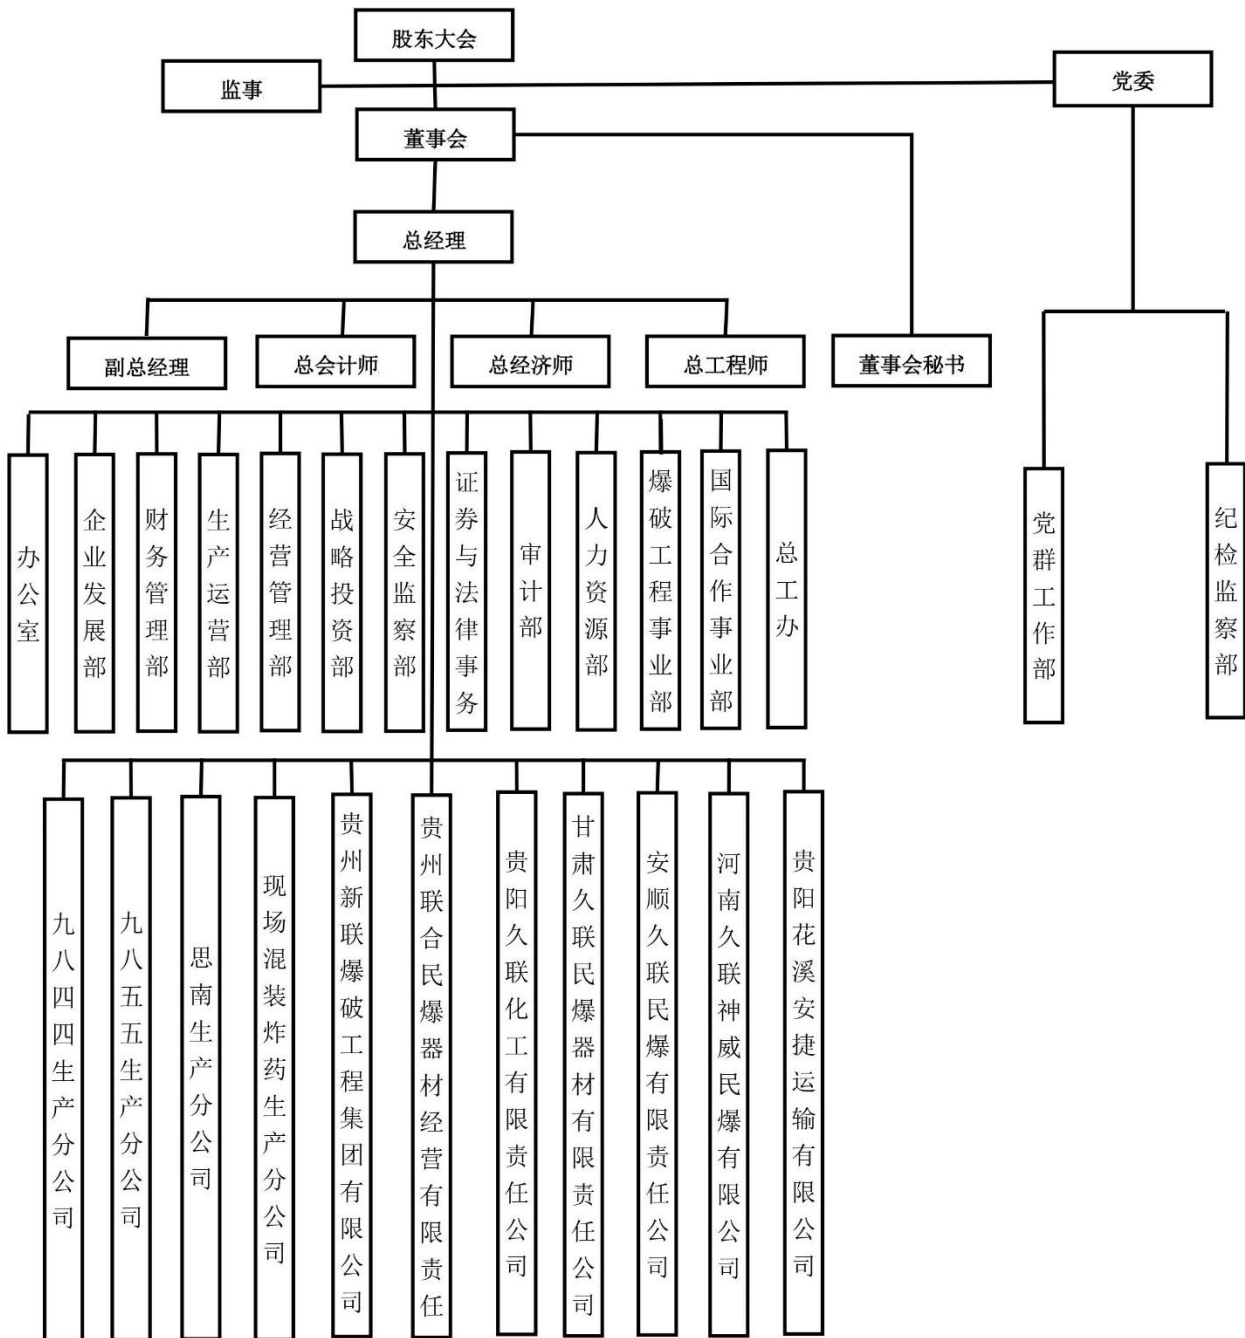 股东大会
监事
党委
董事会
总经理
副总经理
总会计师
总经济师
总工程师
董事会秘书
办公室
企业发展部
财务管理部
生产运营部
经营管理部
战略投资部
安全监察部
证券与法律事务
审计部
人力资源部
爆破工程事业部
国际合作事业部
总工办
党群工作部
纪检监察部
九八四四生产分公司
九八五五生产分公司
思南生产分公司
现场混装炸药生产分公司
贵州新联爆破工程集团有限公司
贵州联合民爆器材经营有限责任
贵阳久联化工有限责任公司
甘肃久联民爆器材有限责任公司
安顺久联民爆有限责任公司
河南久联神威民爆有限公司
贵阳花溪安捷运输有限公司